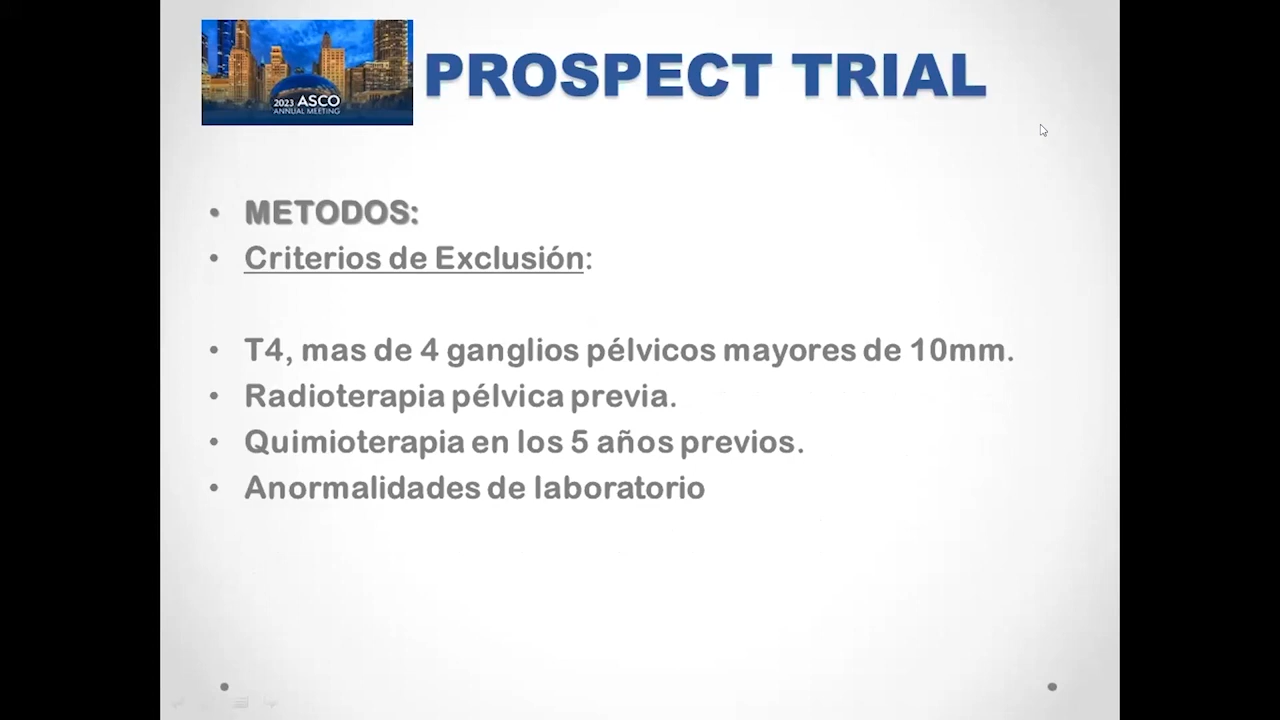 2023 ASCO
ANNUAL MEETING
PROSPECT TRIAL
• METODOS:
• Criterios de Exclusión:
• T4, mas de 4 ganglios pélvicos mayores de 10mm.
• Radioterapia pélvica previa.
• Quimioterapia en los 5 años previos.
• Anormalidades de laboratorio